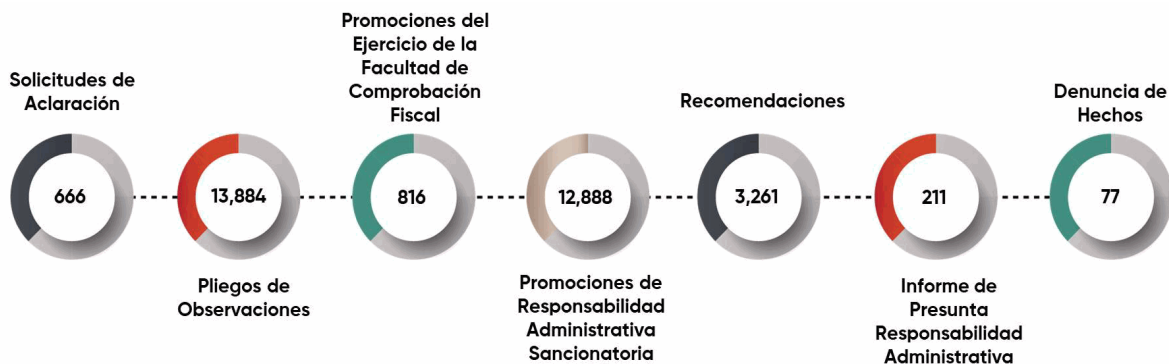 Solicitudes de
Aclaración
666
13,884
Pliegos de
Observaciones
Promociones del
Ejercicio de la
Facultad de
Comprobación
Fiscal
816
12,888
Promociones de
Responsabilidad
Administrativa
Sancionatoria
Recomendaciones
3,261
211
Informe de
Presunta
Responsabilidad
Administrativa
Denuncia de
Hechos
77